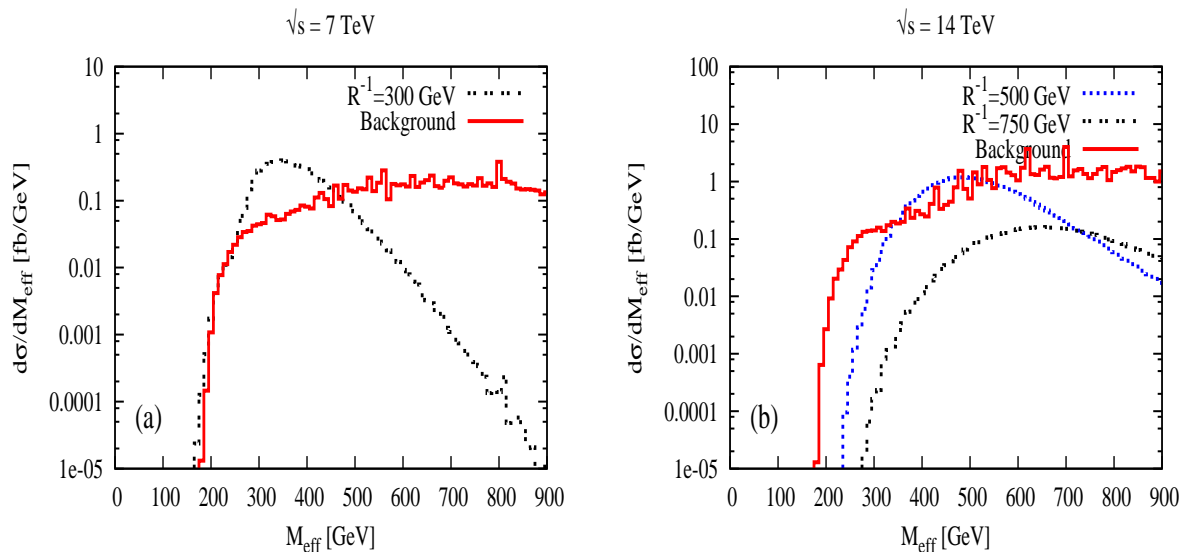 √s = 7 TeV
dσ/dM_eff [fb/GeV]
10
1
0.1
0.01
0.001
0.0001
1e-05
R^-1=300 GeV
Background
(a)
0 100 200 300 400 500 600 700 800 900
M_eff [GeV]
√s = 14 TeV
dσ/dM_eff [fb/GeV]
100
10
1
0.1
0.01
0.001
0.0001
1e-05
R^-1=500 GeV
R^-1=750 GeV
Background
(b)
0 100 200 300 400 500 600 700 800 900
M_eff [GeV]